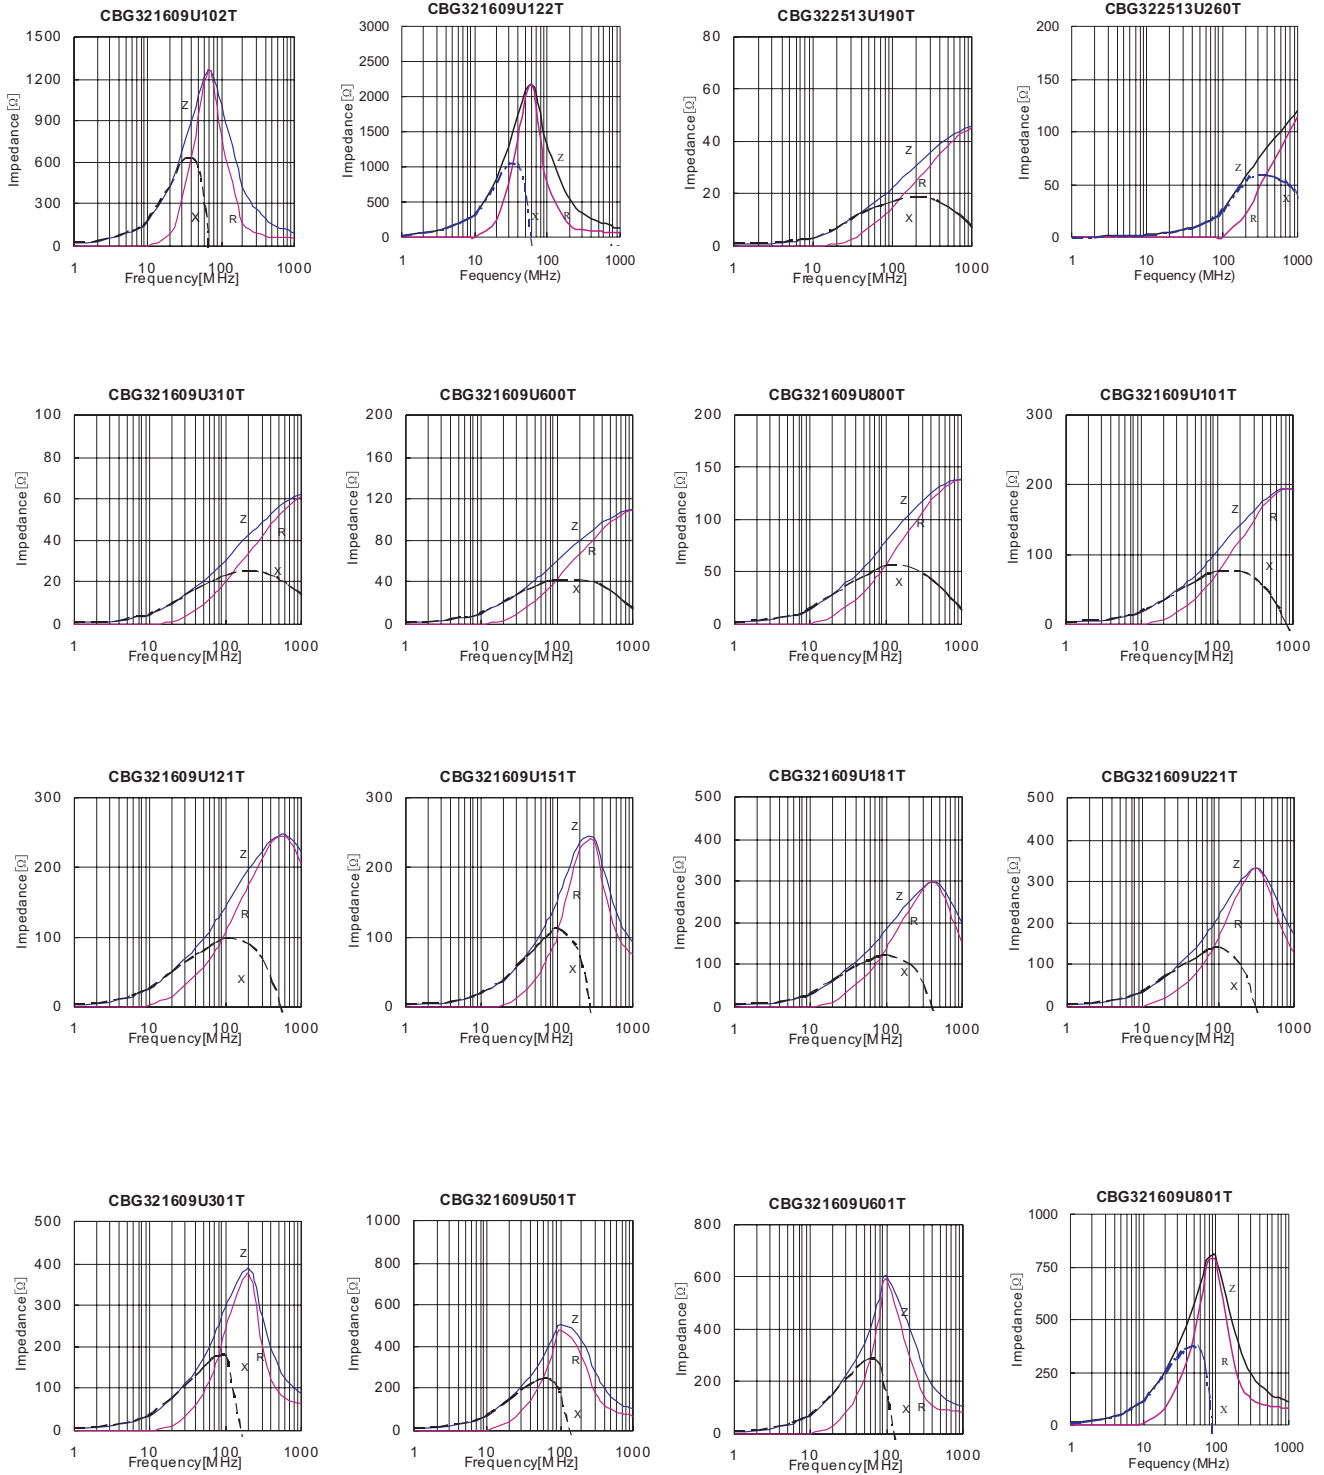 CBG321609U102T
1500
1200
900
600
300
0
Impedance[Ω]
Z
X
R
1 10 100 1000
Frequency[MHz]
CBG321609U122T
3000
2500
2000
1500
1000
500
0
Impedance[Ω]
Z
X
R
1 10 100 1000
Fequency(MHz)
CBG322513U190T
80
60
40
20
0
Impedance[Ω]
Z
R
X
1 10 100 1000
Frequency[MHz]
CBG322513U260T
200
150
100
50
0
Impedance[Ω]
Z
R
X
1 10 100 1000
Fequency(MHz)
CBG321609U310T
100
80
60
40
20
0
Impedance[Ω]
Z
R
X
1 10 100 1000
Frequency[MHz]
CBG321609U600T
200
160
120
80
40
0
Impedance[Ω]
Z
R
X
1 10 100 1000
Frequency[MHz]
CBG321609U800T
200
150
100
50
0
Impedance[Ω]
Z
R
X
1 10 100 1000
Frequency[MHz]
CBG321609U101T
300
200
100
0
Impedance[Ω]
Z
R
X
1 10 100 1000
Frequency[MHz]
CBG321609U121T
300
200
100
0
Impedance[Ω]
Z
R
X
1 10 100 1000
Frequency[MHz]
CBG321609U151T
300
200
100
0
Impedance[Ω]
Z
R
X
1 10 100 1000
Frequency[MHz]
CBG321609U181T
500
400
300
200
100
0
Impedance[Ω]
Z
R
X
1 10 100 1000
Frequency[MHz]
CBG321609U221T
500
400
300
200
100
0
Impedance[Ω]
Z
R
X
1 10 100 1000
Frequency[MHz]
CBG321609U301T
500
400
300
200
100
0
Impedance[Ω]
Z
R
X
1 10 100 1000
Frequency[MHz]
CBG321609U501T
1000
800
600
400
200
0
Impedance[Ω]
Z
R
X
1 10 100 1000
Frequency[MHz]
CBG321609U601T
800
600
400
200
0
Impedance[Ω]
Z
X
R
1 10 100 1000
Frequency[MHz]
CBG321609U801T
1000
750
500
250
0
Impedance[Ω]
Z
R
X
1 10 100 1000
Fequency(MHz)